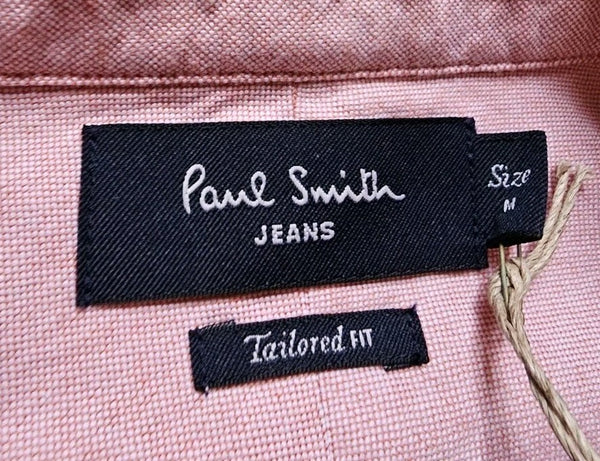 Paul Smith
JEANS
Size
M
Tailored FIT